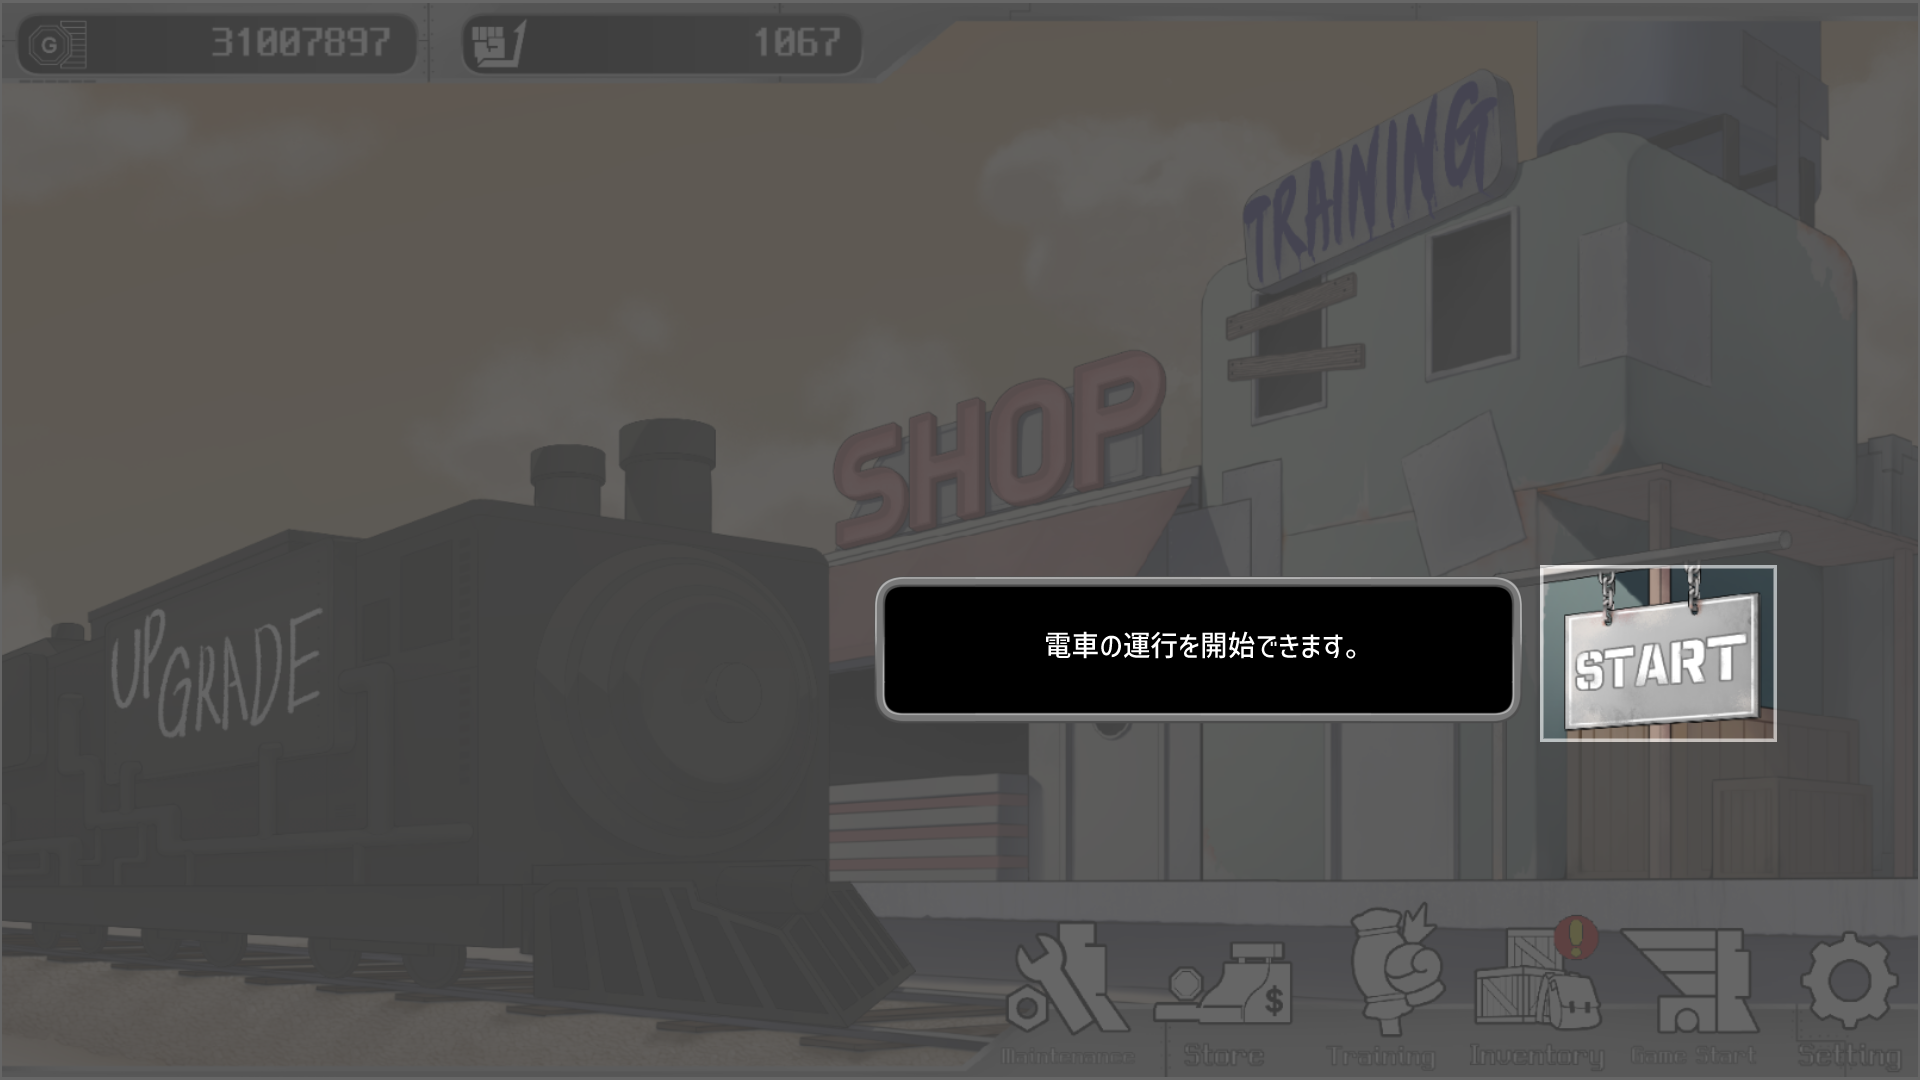 G 31007897 1067
TRAINING
SHOP
UPGRADE
電車の運行を開始できます。
START
$
Maintenance Store Training Inventory Game Start Setting